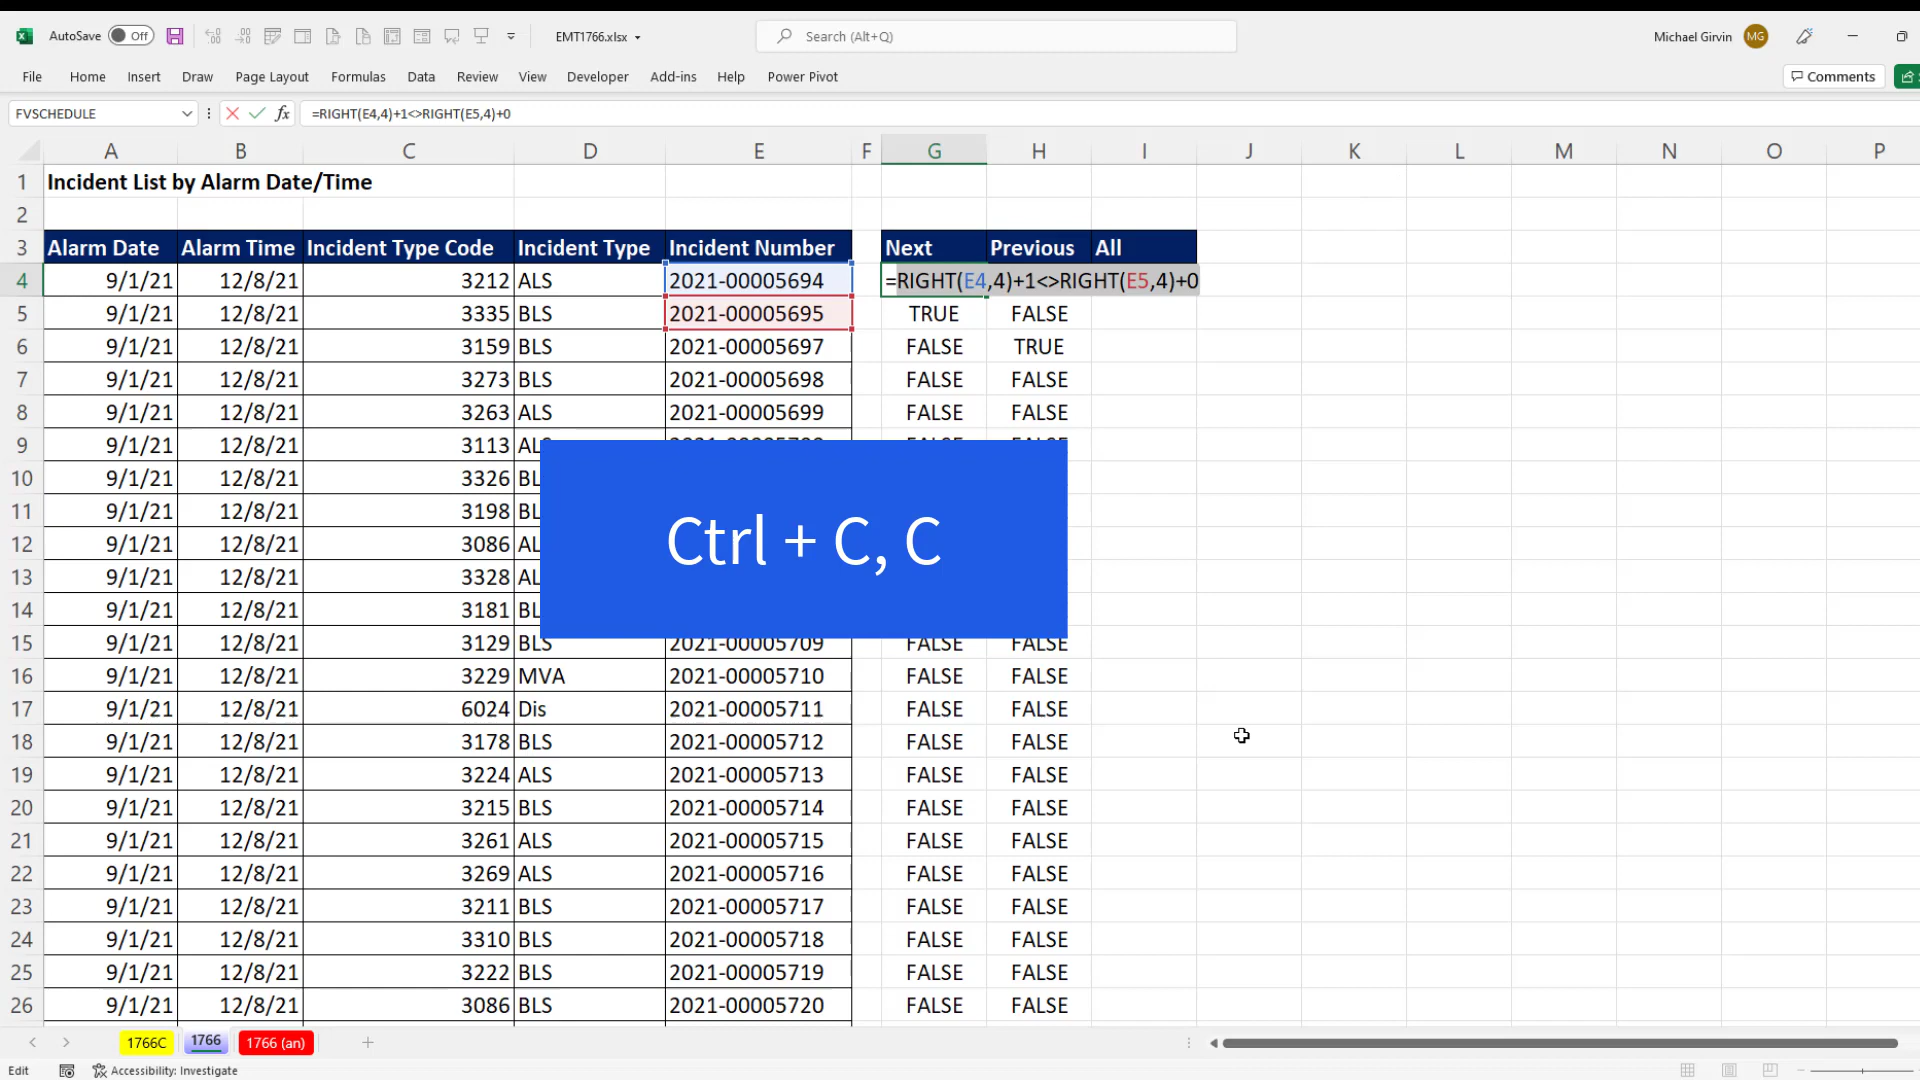 AutoSave Off EMT1766.xlsx Search (Alt+Q) Michael Girvin MG
File Home Insert Draw Page Layout Formulas Data Review View Developer Add-ins Help Power Pivot Comments
FVSCHEDULE fx =RIGHT(E4,4)+1<>RIGHT(E5,4)+0
A B C D E F G H I J K L M N O P
1 Incident List by Alarm Date/Time
2
3 Alarm Date Alarm Time Incident Type Code Incident Type Incident Number Next Previous All
4 9/1/21 12/8/21 3212 ALS 2021-00005694 =RIGHT(E4,4)+1<>RIGHT(E5,4)+0
5 9/1/21 12/8/21 3335 BLS 2021-00005695 TRUE FALSE
6 9/1/21 12/8/21 3159 BLS 2021-00005697 FALSE TRUE
7 9/1/21 12/8/21 3273 BLS 2021-00005698 FALSE FALSE
8 9/1/21 12/8/21 3263 ALS 2021-00005699 FALSE FALSE
9 9/1/21 12/8/21 3113
10 9/1/21 12/8/21 3326
11 9/1/21 12/8/21 3198
12 9/1/21 12/8/21 3086
13 9/1/21 12/8/21 3328
14 9/1/21 12/8/21 3181
Ctrl + C, C
15 9/1/21 12/8/21 3129 BLS 2021-00005709 FALSE FALSE
16 9/1/21 12/8/21 3229 MVA 2021-00005710 FALSE FALSE
17 9/1/21 12/8/21 6024 Dis 2021-00005711 FALSE FALSE
18 9/1/21 12/8/21 3178 BLS 2021-00005712 FALSE FALSE
19 9/1/21 12/8/21 3224 ALS 2021-00005713 FALSE FALSE
20 9/1/21 12/8/21 3215 BLS 2021-00005714 FALSE FALSE
21 9/1/21 12/8/21 3261 ALS 2021-00005715 FALSE FALSE
22 9/1/21 12/8/21 3269 ALS 2021-00005716 FALSE FALSE
23 9/1/21 12/8/21 3211 BLS 2021-00005717 FALSE FALSE
24 9/1/21 12/8/21 3310 BLS 2021-00005718 FALSE FALSE
25 9/1/21 12/8/21 3222 BLS 2021-00005719 FALSE FALSE
26 9/1/21 12/8/21 3086 BLS 2021-00005720 FALSE FALSE
1766C 1766 1766 (an)
Edit Accessibility: Investigate